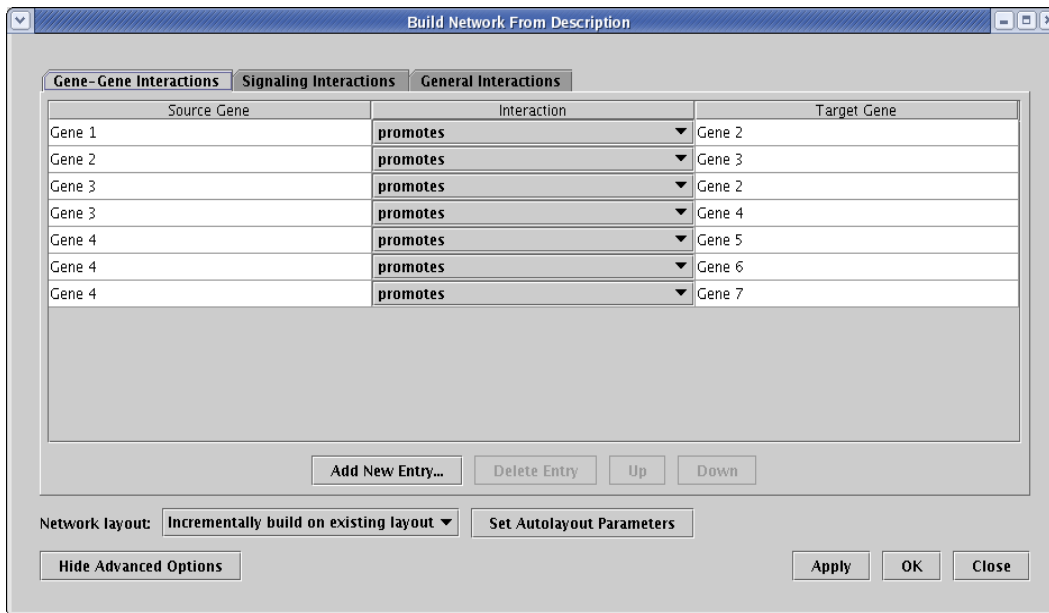 Build Network From Description
Gene-Gene Interactions Signaling Interactions General Interactions
Source Gene Interaction Target Gene
Gene 1 promotes Gene 2
Gene 2 promotes Gene 3
Gene 3 promotes Gene 2
Gene 3 promotes Gene 4
Gene 4 promotes Gene 5
Gene 4 promotes Gene 6
Gene 4 promotes Gene 7
Add New Entry... Delete Entry Up Down
Network layout: Incrementally build on existing layout Set Autolayout Parameters
Hide Advanced Options Apply OK Close